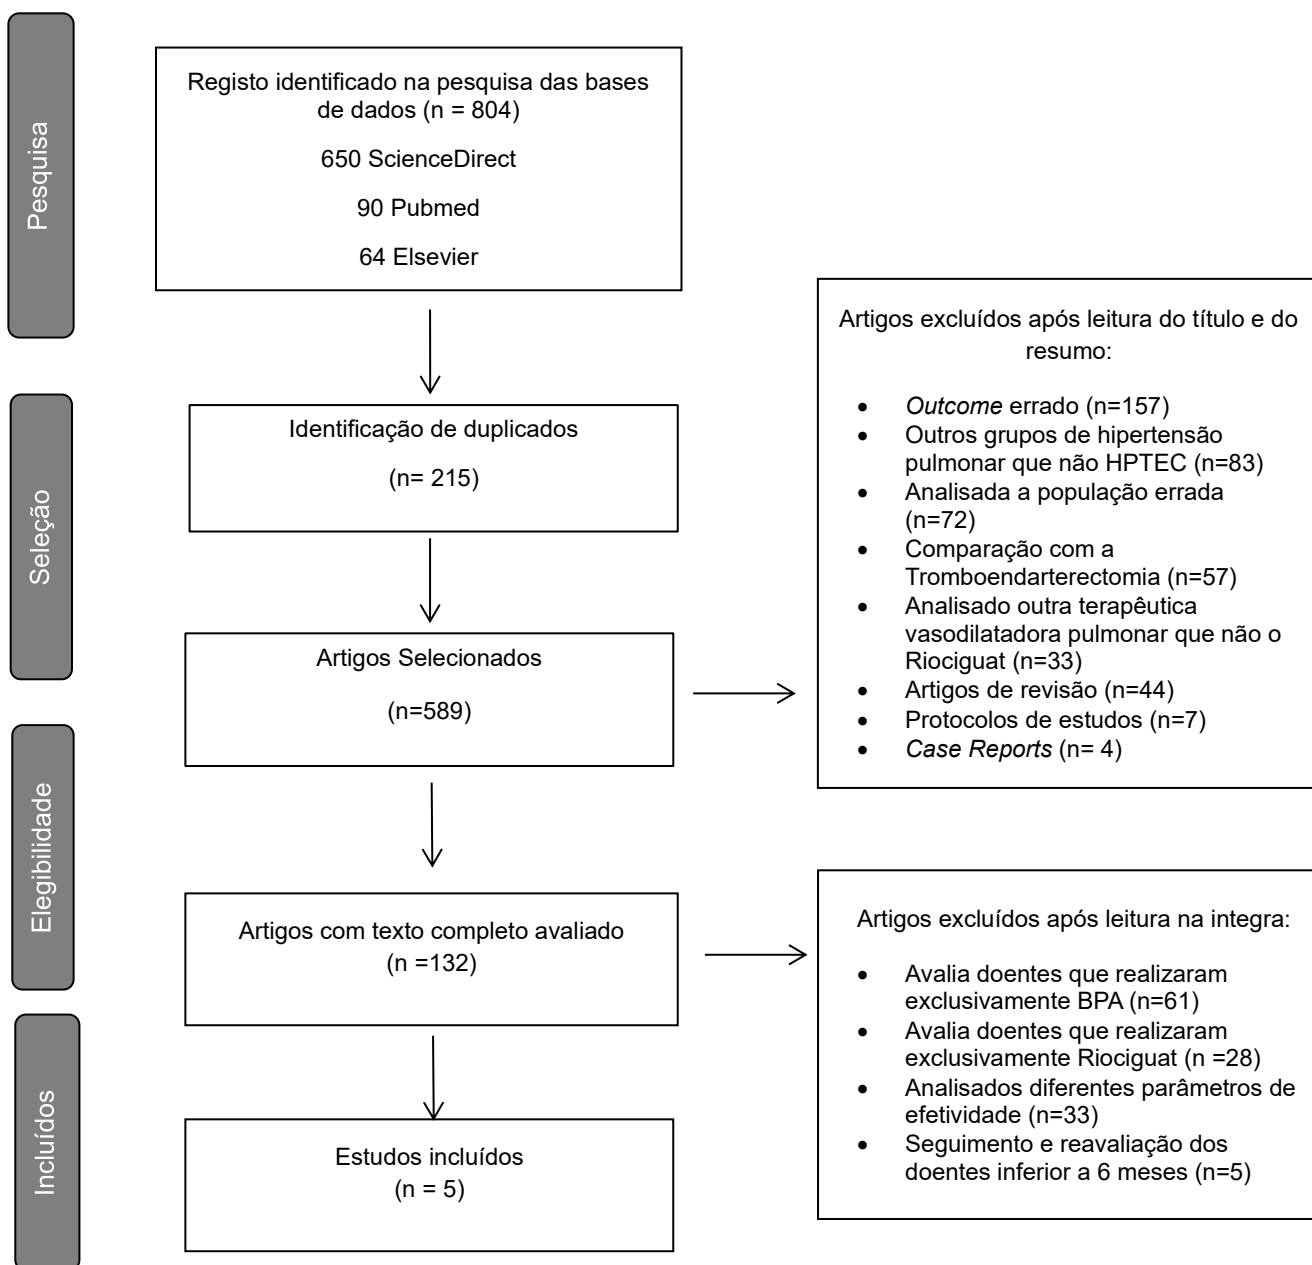 Pesquisa
Registo identificado na pesquisa das bases
de dados (n = 804)
650 ScienceDirect
90 Pubmed
64 Elsevier
Seleção
Identificação de duplicados
(n= 215)
Artigos Selecionados
(n=589)
Artigos excluídos após leitura do título e do
resumo:
• Outcome errado (n=157)
• Outros grupos de hipertensão
pulmonar que não HPTEC (n=83)
• Analisada a população errada
(n=72)
• Comparação com a
Tromboendarterectomia (n=57)
• Analisado outra terapêutica
vasodilatadora pulmonar que não o
Riociguat (n=33)
• Artigos de revisão (n=44)
• Protocolos de estudos (n=7)
• Case Reports (n= 4)
Elegibilidade
Artigos com texto completo avaliado
(n =132)
Artigos excluídos após leitura na integra:
• Avalia doentes que realizaram
exclusivamente BPA (n=61)
• Avalia doentes que realizaram
exclusivamente Riociguat (n =28)
• Analisados diferentes parâmetros de
efetividade (n=33)
• Seguimento e reavaliação dos
doentes inferior a 6 meses (n=5)
Incluídos
Estudos incluídos
(n = 5)